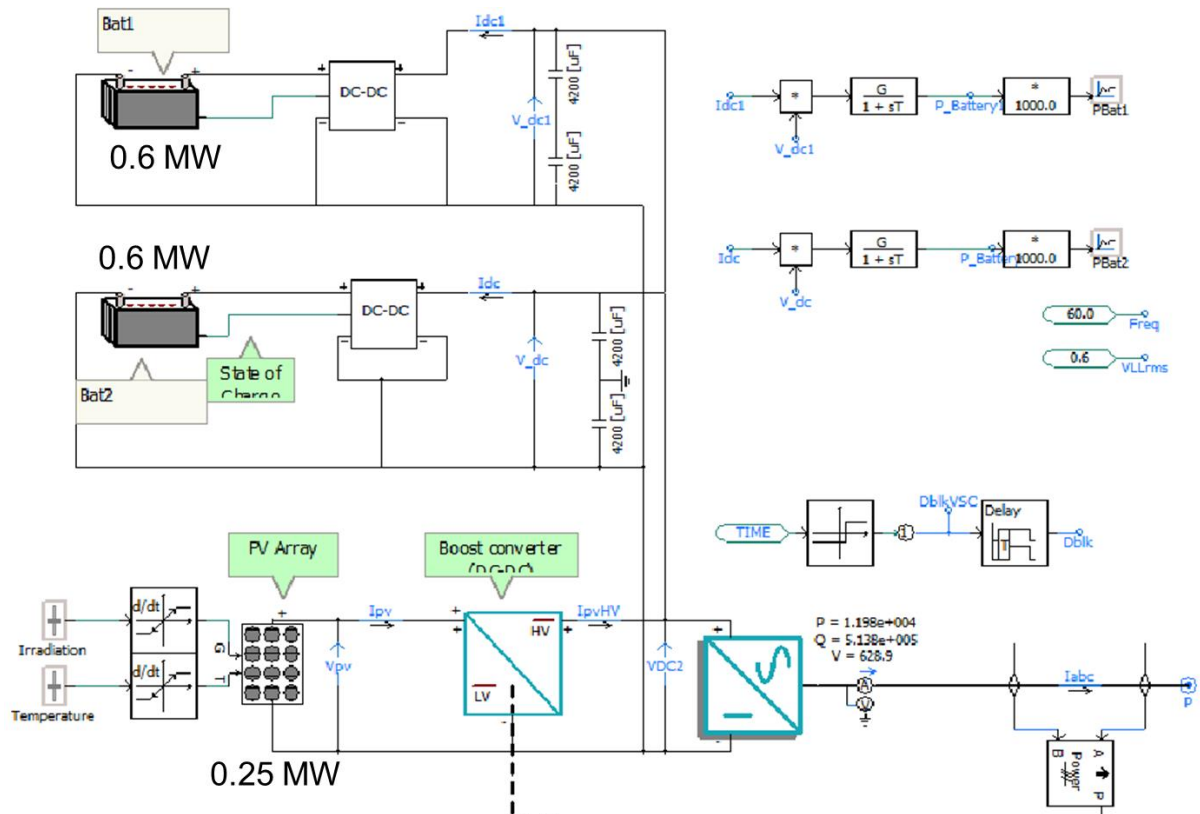 Bat1
- +
0.6 MW
+ +
DC-DC
- -
Idc1
V_dc1
4200 [uF]
4200 [uF]
Idc1
*
V_dc1
G
1 + sT
P_Battery1
*
1000.0
PBat1
0.6 MW
- +
Bat2
State of
+ +
DC-DC
- -
Idc
V_dc
4200 [uF]
4200 [uF]
Idc
*
V_dc
G
1 + sT
*
1000.0
PBat2
60.0
Freq
0.6
VLLrms
TIME
1
DblkVSC
Delay
T
Dblk
Irradiation
Temperature
d/dt
d/dt
G
T
PV Array
+
0.25 MW
Ipv
Vpv
Boost converter
(DC-DC)
+
+
LV
HV
+
-
IpvHV
VDC2
+
-
P = 1.198e+004
Q = 5.138e+005
V = 628.9
A
V
Iabc
p
B A
Power
P